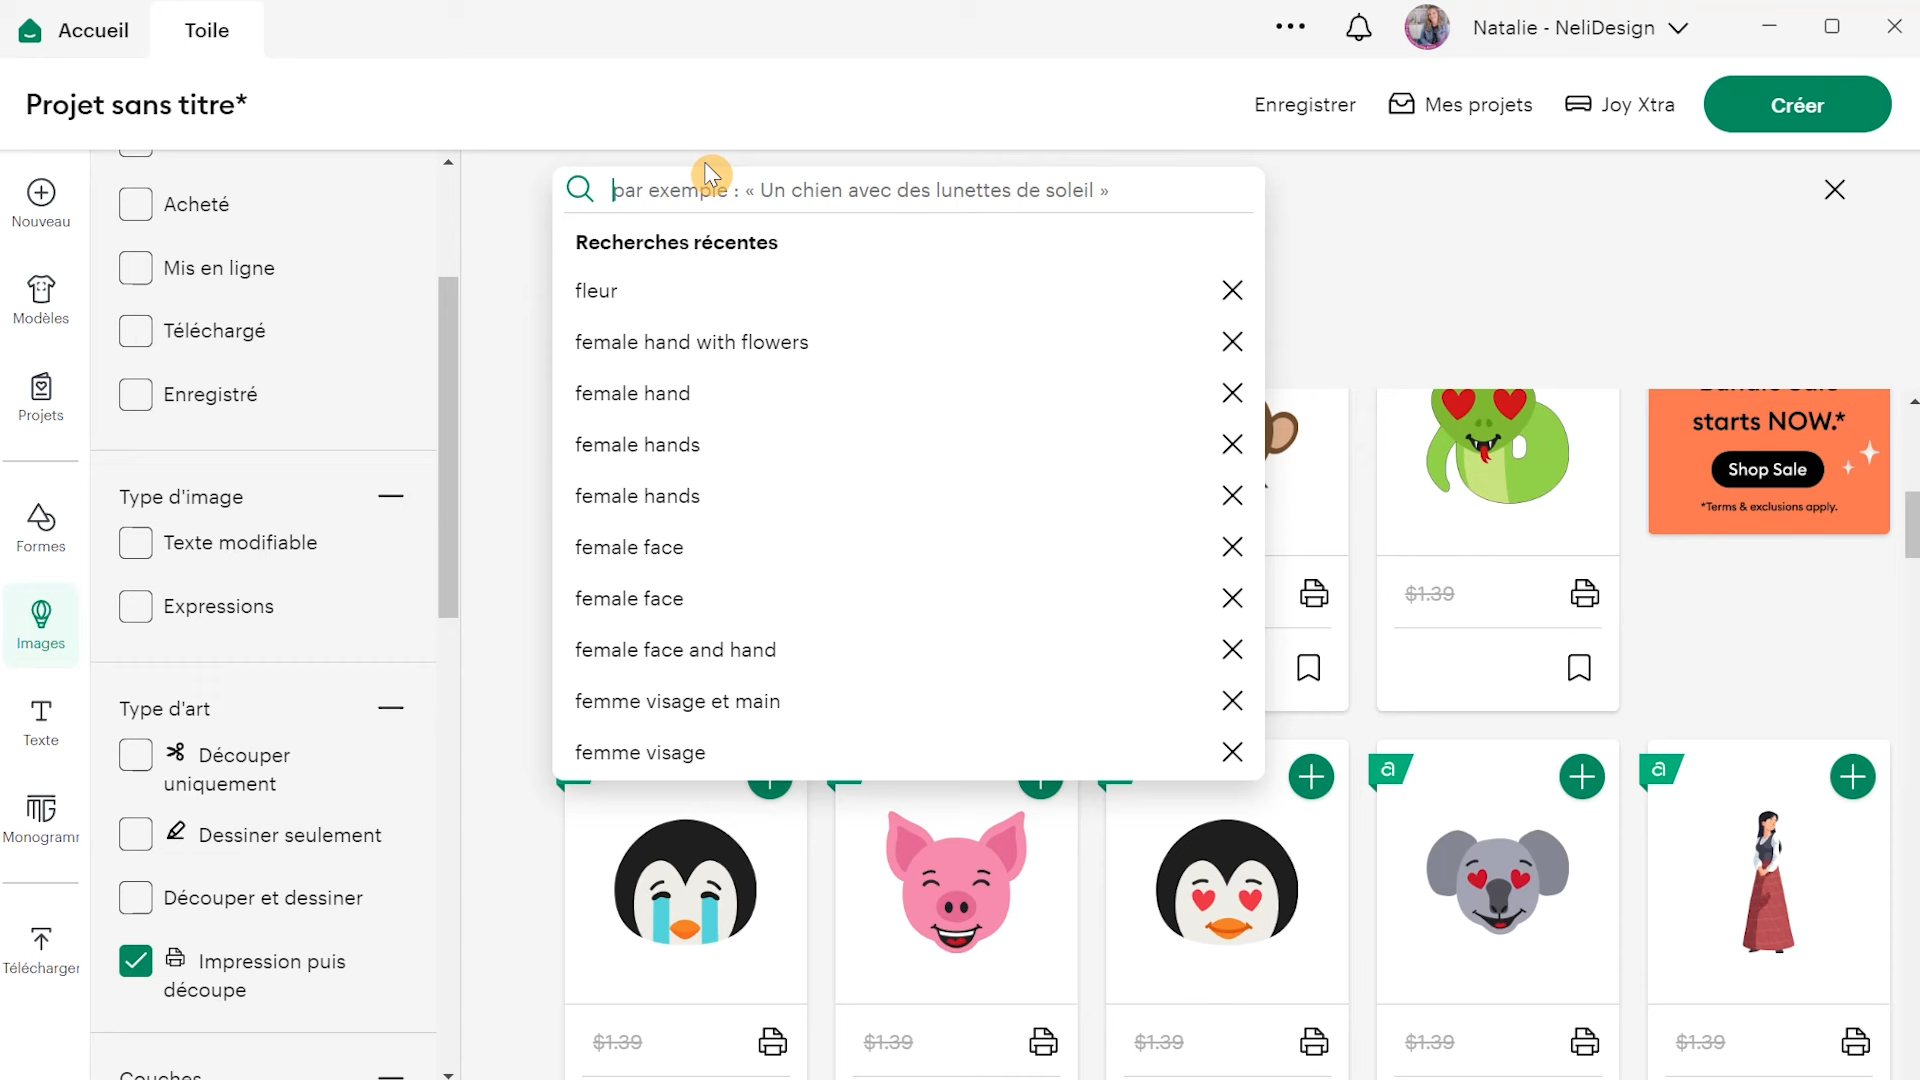 Accueil
Toile
Natalie - NeliDesign
Projet sans titre*
Enregistrer
Mes projets
Joy Xtra
Créer
Nouveau
Modèles
Projets
Formes
Images
Texte
Monogramm
Télécharger
Acheté
Mis en ligne
Téléchargé
Enregistré
Type d'image
Texte modifiable
Expressions
Type d'art
Découper
uniquement
Dessiner seulement
Découper et dessiner
Impression puis
découpe
Couches
par exemple : « Un chien avec des lunettes de soleil »
Recherches récentes
fleur
female hand with flowers
female hand
female hands
female hands
female face
female face
female face and hand
femme visage et main
femme visage
starts NOW.*
Shop Sale
*Terms & exclusions apply.
$1.39
a
a
$1.39
$1.39
$1.39
$1.39
$1.39